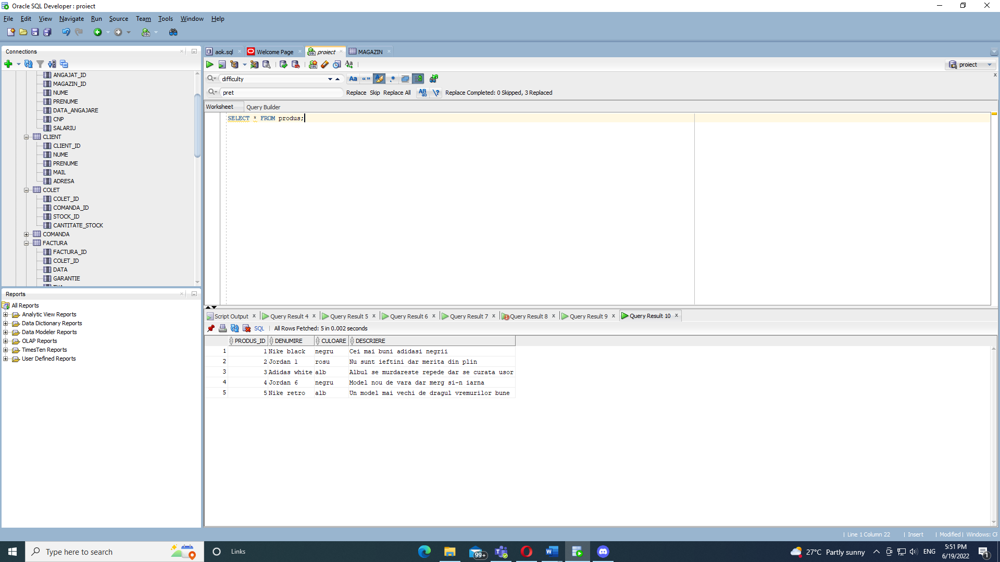 Oracle SQL Developer : proiect
File Edit View Navigate Run Source Team Tools Window Help
Connections
ANGAJAT_ID
MAGAZIN_ID
NUME
PRENUME
DATA_ANGAJARE
CNP
SALARIU
CLIENT
CLIENT_ID
NUME
PRENUME
MAIL
ADRESA
COLET
COLET_ID
COMANDA_ID
STOCK_ID
CANTITATE_STOCK
COMANDA
FACTURA
FACTURA_ID
COLET_ID
DATA
GARANTIE
Reports
All Reports
Analytic View Reports
Data Dictionary Reports
Data Modeler Reports
OLAP Reports
TimesTen Reports
User Defined Reports
aok.sql Welcome Page proiect MAGAZIN
proiect
difficulty
pret Replace Skip Replace All Replace Completed: 0 Skipped, 3 Replaced
Worksheet Query Builder
SELECT * FROM produs;
Script Output Query Result 4 Query Result 5 Query Result 6 Query Result 7 Query Result 8 Query Result 9 Query Result 10
SQL All Rows Fetched: 5 in 0.002 seconds
PRODUS_ID DENUMIRE CULOARE DESCRIERE
1 1 Nike black negru Cei mai buni adidasi negrii
2 2 Jordan 1 rosu Nu sunt ieftini dar merita din plin
3 3 Adidas white alb Albul se murdareste repede dar se curata usor
4 4 Jordan 6 negru Model nou de vara dar merg si-n iarna
5 5 Nike retro alb Un model mai vechi de dragul vremurilor bune
Line 1 Column 22 Insert Modified Windows: CF
Type here to search Links 99+ 27°C Partly sunny ENG 5:51 PM
6/19/2022 1